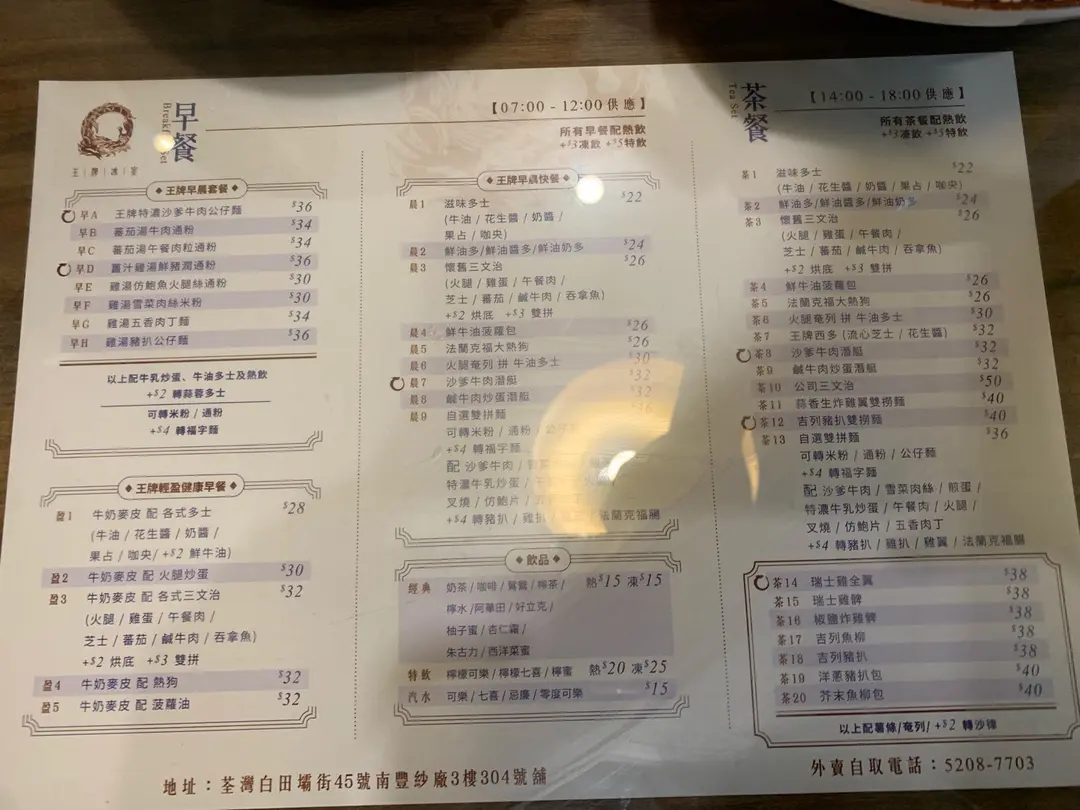 王牌冰室
早餐
Breakfast Set
【07:00 - 12:00供應】
所有早餐配熱飲
+$3凍飲 +$5特飲
王牌早晨套餐
早A 王牌特濃沙爹牛肉公仔麵 $36
早B 蕃茄湯牛肉通粉 $34
早C 蕃茄湯午餐肉粒通粉 $34
早D 薑汁雞湯鮮豬潤通粉 $36
早E 雞湯仿鮑魚火腿絲通粉 $30
早F 雞湯雪菜肉絲米粉 $30
早G 雞湯五香肉丁麵 $34
早H 雞湯豬扒公仔麵 $36
以上配牛乳炒蛋、牛油多士及熱飲
+$2 轉蒜蓉多士
可轉米粉 / 通粉
+$4 轉福字麵
王牌輕盈健康早餐
盈1 牛奶麥皮 配 各式多士 $28
(牛油 / 花生醬 / 奶醬 /
果占 / 咖央/ +$2 鮮牛油)
盈2 牛奶麥皮 配 火腿炒蛋 $30
盈3 牛奶麥皮 配 各式三文治 $32
(火腿 / 雞蛋 / 午餐肉 /
芝士 / 蕃茄 / 鹹牛肉 / 吞拿魚)
+$2 烘底 +$3 雙拼
盈4 牛奶麥皮 配 熱狗 $32
盈5 牛奶麥皮 配 菠蘿油 $32
王牌早晨快餐
晨1 滋味多士 $22
(牛油 / 花生醬 / 奶醬 /
果占 / 咖央)
晨2 鮮油多/鮮油醬多/鮮油奶多 $24
晨3 懷舊三文治 $26
(火腿 / 雞蛋 / 午餐肉 /
芝士 / 蕃茄 / 鹹牛肉 / 吞拿魚)
+$2 烘底 +$3 雙拼
晨4 鮮牛油菠蘿包 $26
晨5 法蘭克福大熱狗 $26
晨6 火腿奄列 拼 牛油多士 $30
晨7 沙爹牛肉潛艇 $32
晨8 鹹牛肉炒蛋潛艇 $32
晨9 自選雙拼麵 $36
可轉米粉 / 通粉 / 公仔
+$4 轉福字麵
配 沙爹牛肉 /
特濃牛乳炒蛋 / 午
叉燒 / 仿鮑片 /
+$4 轉豬扒 / 雞扒 / 法蘭克福腸
飲品
經典 奶茶 / 咖啡 / 鴛鴦 / 檸茶 / 熱$15 凍$15
檸水 / 阿華田 / 好立克 /
柚子蜜 / 杏仁霜 /
朱古力 / 西洋菜蜜
特飲 檸檬可樂 / 檸檬七喜 / 檸蜜 熱$20 凍$25
汽水 可樂 / 七喜 / 忌廉 / 零度可樂 $15
茶餐
Tea Set
【14:00 - 18:00供應】
所有茶餐配熱飲
+$3凍飲 +$5特飲
茶1 滋味多士 $22
(牛油 / 花生醬 / 奶醬 / 果占 / 咖央)
茶2 鮮油多/鮮油醬多/鮮油奶多 $24
茶3 懷舊三文治 $26
(火腿 / 雞蛋 / 午餐肉 /
芝士 / 蕃茄 / 鹹牛肉 / 吞拿魚)
+$2 烘底 +$3 雙拼
茶4 鮮牛油菠蘿包 $26
茶5 法蘭克福大熱狗 $26
茶6 火腿奄列 拼 牛油多士 $30
茶7 王牌西多 (流心芝士 / 花生醬) $32
茶8 沙爹牛肉潛艇 $32
茶9 鹹牛肉炒蛋潛艇 $32
茶10 公司三文治 $50
茶11 蒜香生炸雞翼雙撈麵 $40
茶12 吉列豬扒雙撈麵 $40
茶13 自選雙拼麵 $36
可轉米粉 / 通粉 / 公仔麵
+$4 轉福字麵
配 沙爹牛肉 / 雪菜肉絲 / 煎蛋 /
特濃牛乳炒蛋 / 午餐肉 / 火腿 /
叉燒 / 仿鮑片 / 五香肉丁
+$4 轉豬扒 / 雞扒 / 雞翼 / 法蘭克福腸
茶14 瑞士雞全翼 $38
茶15 瑞士雞髀 $38
茶16 椒鹽炸雞髀 $38
茶17 吉列魚柳 $38
茶18 吉列豬扒 $38
茶19 洋蔥豬扒包 $40
茶20 芥末魚柳包 $40
以上配薯條/奄列/ +$2 轉沙律
地址：荃灣白田壩街45號南豐紗廠3樓304號舖
外賣自取電話：5208-7703